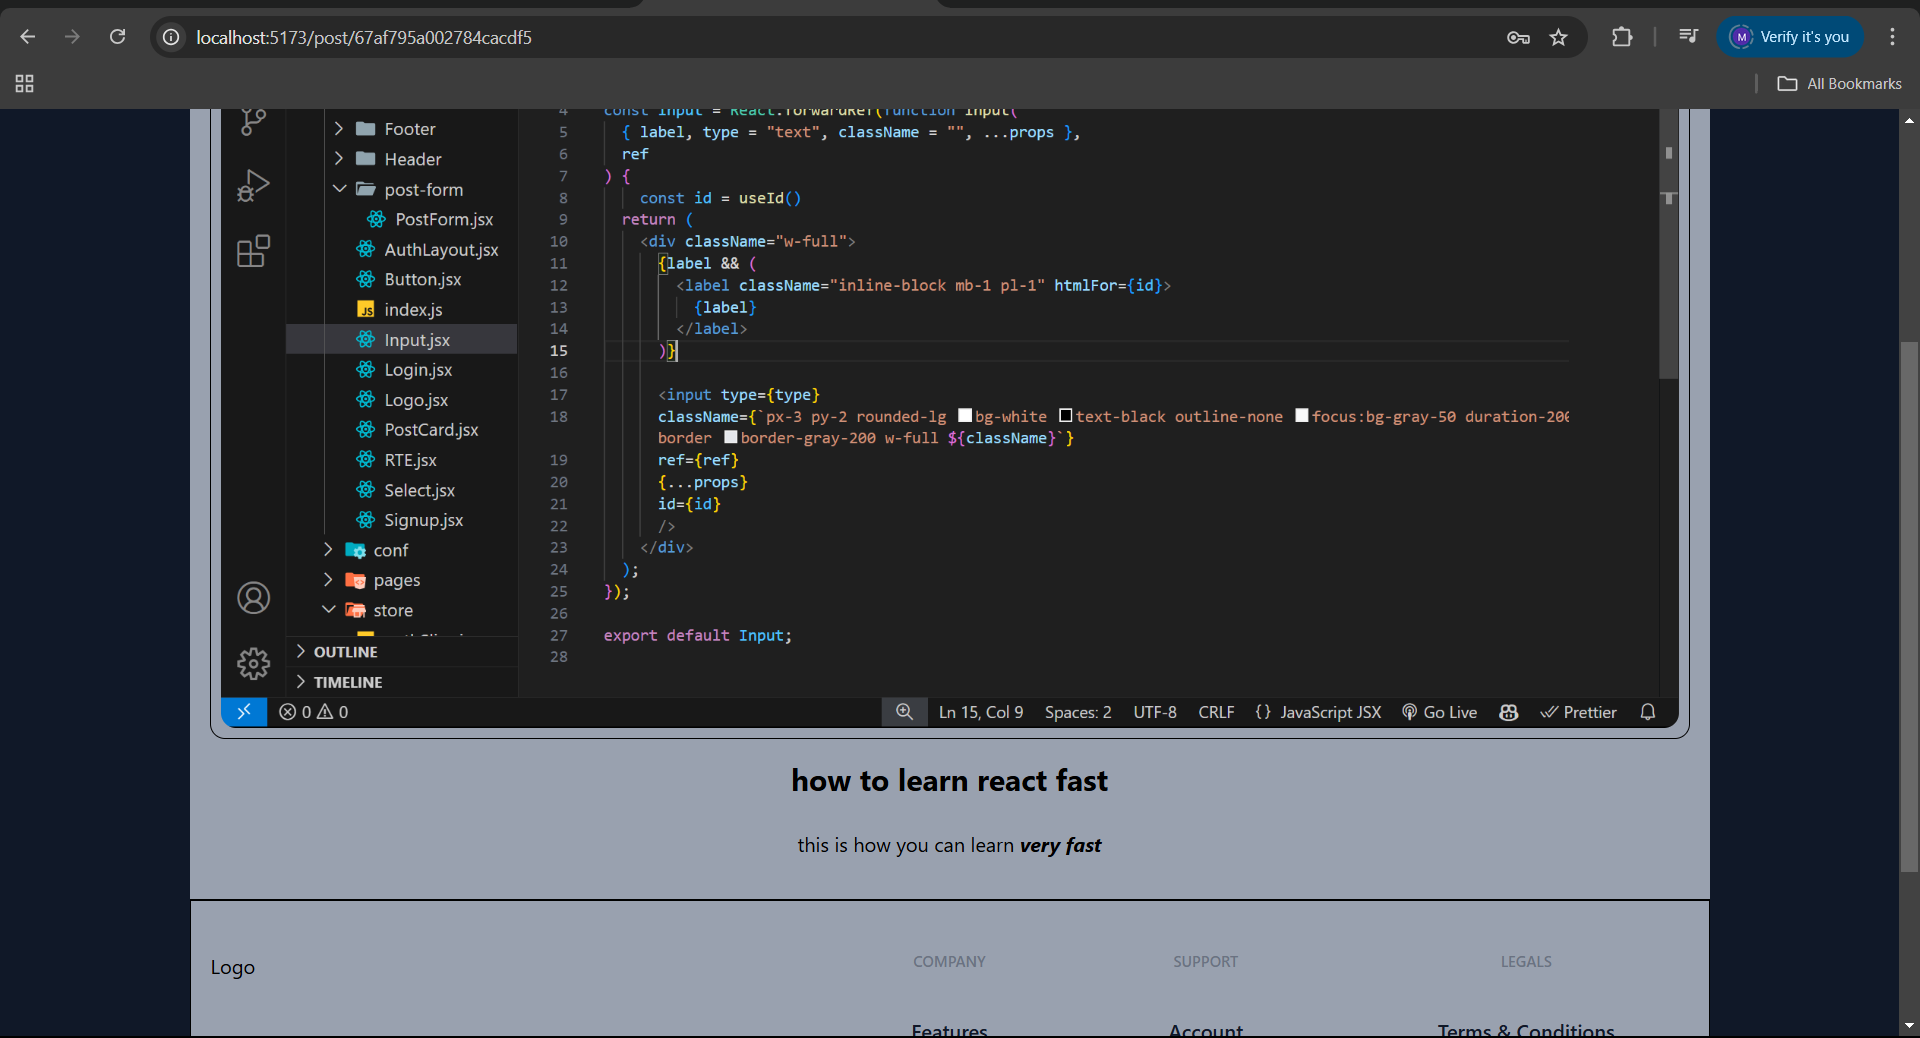 localhost:5173/post/67af795a002784cacdf5
M Verify it's you
All Bookmarks
Footer
Header
post-form
PostForm.jsx
AuthLayout.jsx
Button.jsx
JS index.js
Input.jsx
Login.jsx
Logo.jsx
PostCard.jsx
RTE.jsx
Select.jsx
Signup.jsx
conf
pages
store
OUTLINE
TIMELINE
4 const Input = React.forwardRef(function Input(
5 { label, type = "text", className = "", ...props },
6 ref
7 ) {
8 const id = useId()
9 return (
10 <div className="w-full">
11 {label && (
12 <label className="inline-block mb-1 pl-1" htmlFor={id}>
13 {label}
14 </label>
15 )}
16
17 <input type={type}
18 className={`px-3 py-2 rounded-lg bg-white text-black outline-none focus:bg-gray-50 duration-200
border border-gray-200 w-full ${className}`}
19 ref={ref}
20 {...props}
21 id={id}
22 />
23 </div>
24 );
25 });
26
27 export default Input;
28
0 0
Ln 15, Col 9 Spaces: 2 UTF-8 CRLF {} JavaScript JSX Go Live Prettier
how to learn react fast
this is how you can learn very fast
Logo
COMPANY SUPPORT LEGALS
Features Account Terms & Conditions